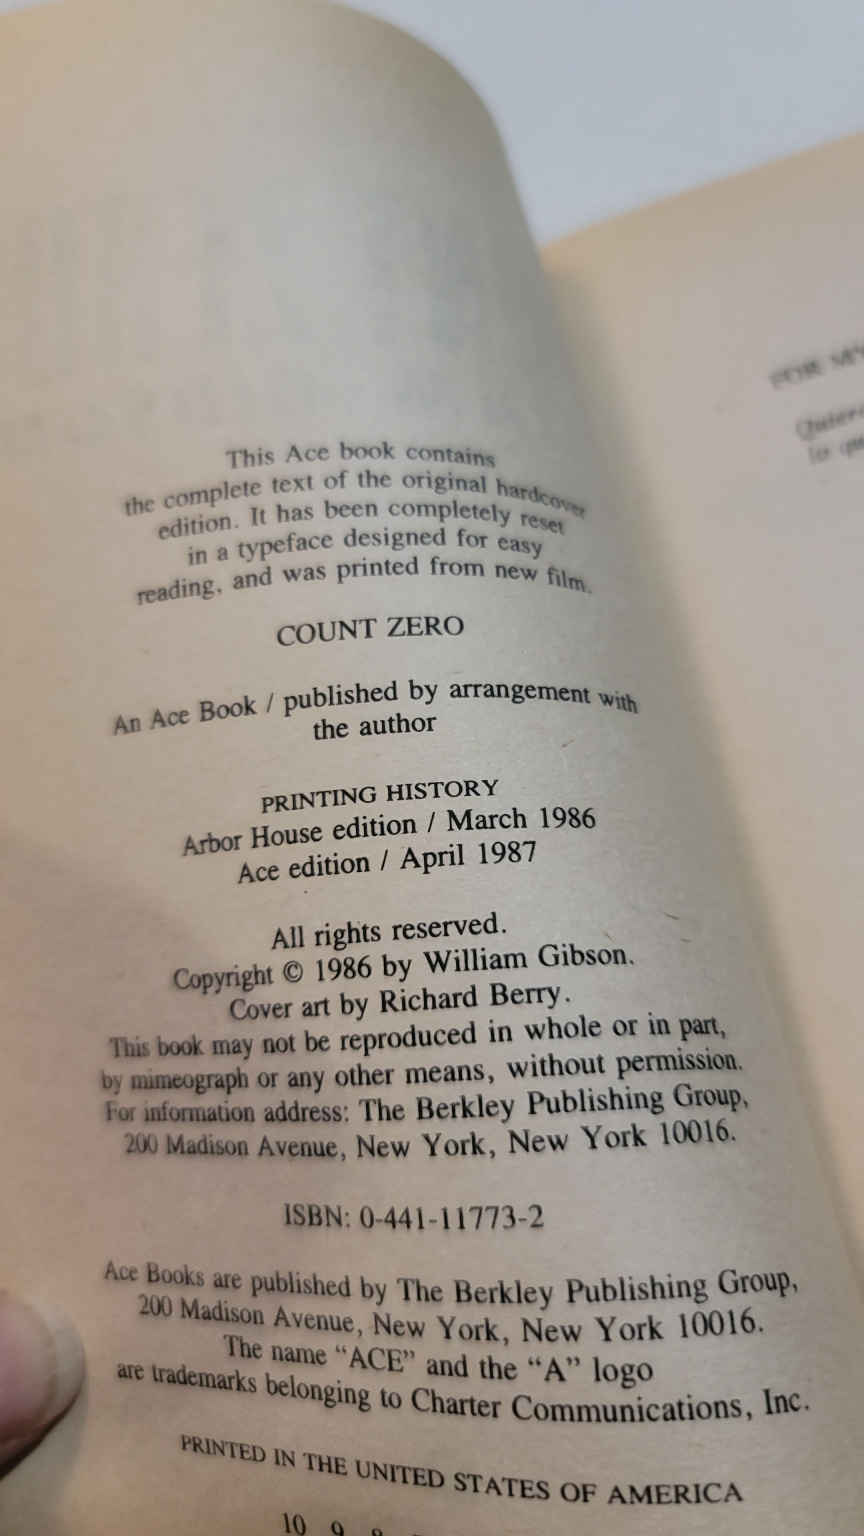 This Ace book contains
the complete text of the original hardcover
edition. It has been completely reset
in a typeface designed for easy
reading, and was printed from new film.
COUNT ZERO
An Ace Book / published by arrangement with
the author
PRINTING HISTORY
Arbor House edition / March 1986
Ace edition / April 1987
All rights reserved.
Copyright © 1986 by William Gibson.
Cover art by Richard Berry.
This book may not be reproduced in whole or in part,
by mimeograph or any other means, without permission.
For information address: The Berkley Publishing Group,
200 Madison Avenue, New York, New York 10016.
ISBN: 0-441-11773-2
Ace Books are published by The Berkley Publishing Group,
200 Madison Avenue, New York, New York 10016.
The name “ACE” and the “A” logo
are trademarks belonging to Charter Communications, Inc.
PRINTED IN THE UNITED STATES OF AMERICA
10 9 8
FOR